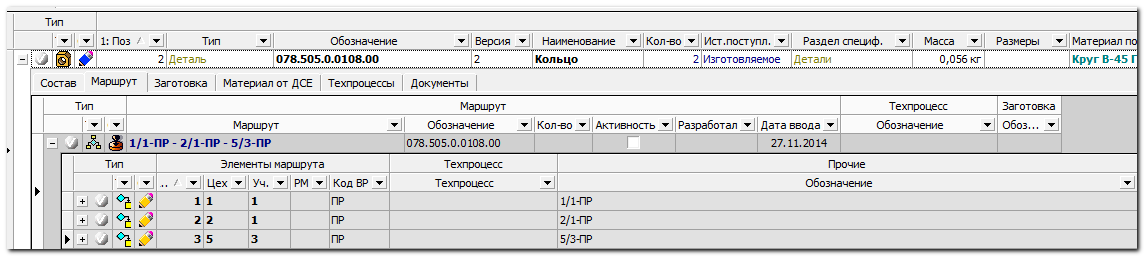 Тип
1: Поз / Тип Обозначение Версия Наименование Кол-во Ист.поступл. Раздел специф. Масса Размеры Материал по
2 Деталь 078.505.0.0108.00 2 Кольцо 2 Изготовляемое Детали 0,056 кг Круг В-45 Г
Состав Маршрут Заготовка Материал от ДСЕ Техпроцессы Документы
Тип Маршрут Техпроцесс Заготовка
Маршрут Обозначение Кол-во Активность Разработал Дата ввода Обозначение Обоз...
1/1-ПР - 2/1-ПР - 5/3-ПР 078.505.0.0108.00 27.11.2014
Тип Элементы маршрута Техпроцесс Прочие
.. / Цех Уч. РМ Код ВР Техпроцесс Обозначение
1 1 1 ПР 1/1-ПР
2 2 1 ПР 2/1-ПР
3 5 3 ПР 5/3-ПР